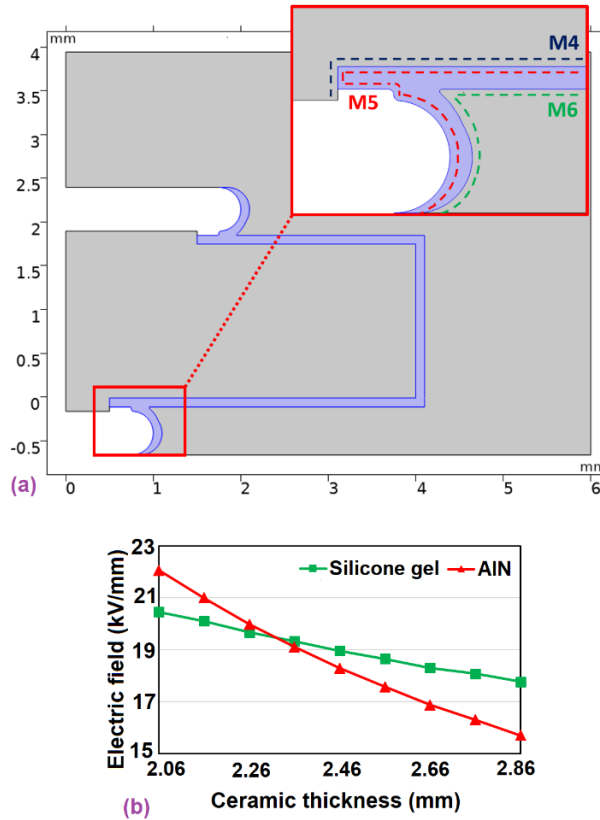 mm
4
3.5
3
2.5
2
1.5
1
0.5
0
-0.5
M4
M5
M6
mm
0 1 2 3 4 5 6
(a)
23
21
19
17
15
Electric field (kV/mm)
Silicone gel AlN
2.06 2.26 2.46 2.66 2.86
Ceramic thickness (mm)
(b)